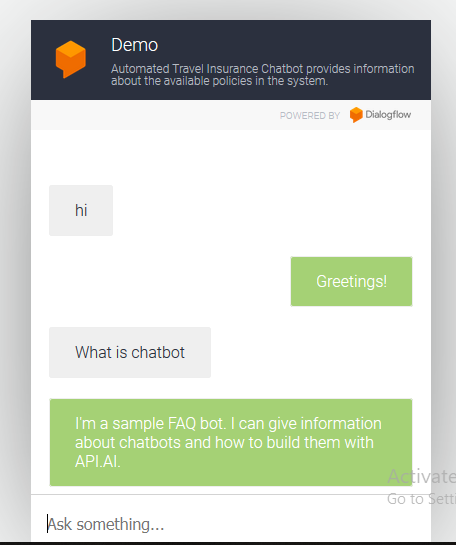 Demo
Automated Travel Insurance Chatbot provides information
about the available policies in the system.
POWERED BY Dialogflow
hi
Greetings!
What is chatbot
I'm a sample FAQ bot. I can give information
about chatbots and how to build them with
API.AI.
Activate
Go to Setti
Ask something...